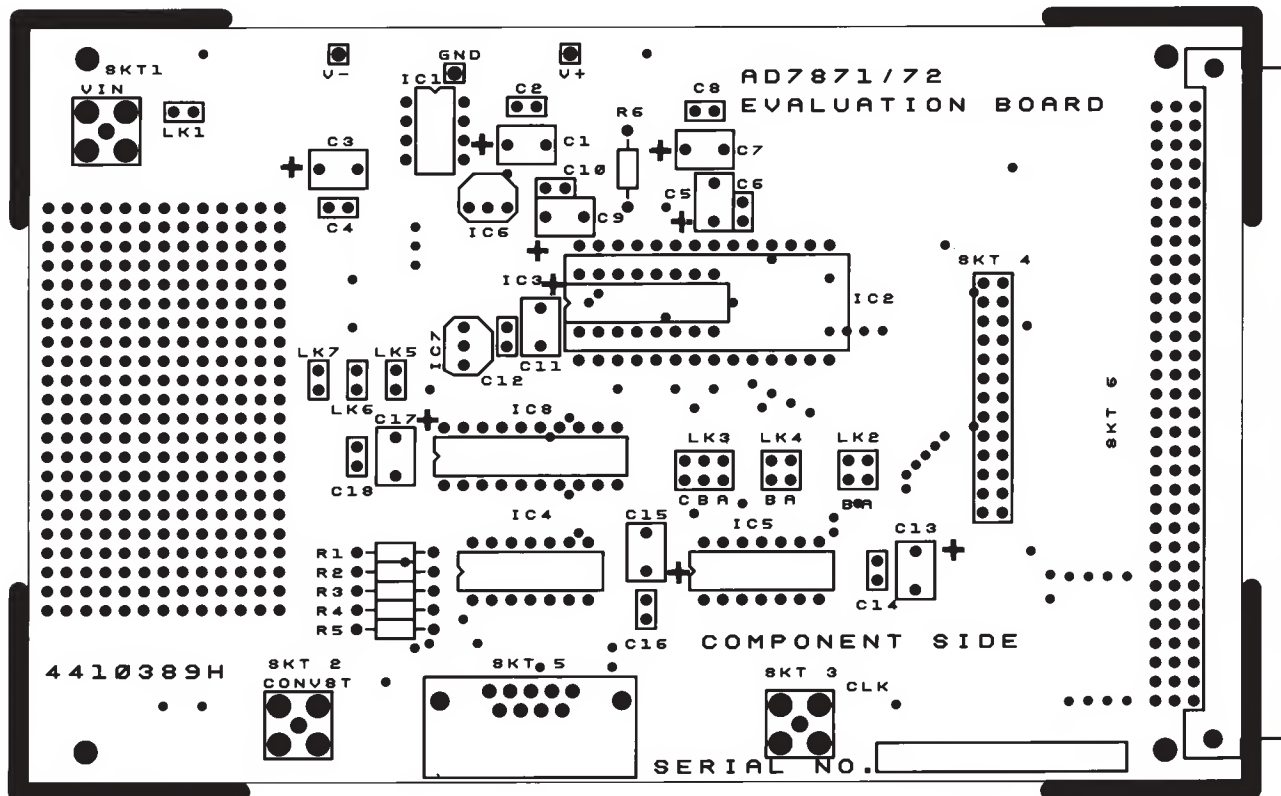 SKT1
VIN
LK1
V-
GND
V+
IC1
C2
C1
C3
C4
C10
C9
IC6
R6
C8
C7
C5
C6
AD7871/72
EVALUATION BOARD
IC3
IC2
SKT 4
IC7
C12
C11
LK7
LK5
LK6
C17
C18
IC8
LK3
LK4
LK2
C B A
B A
B A
SKT 6
IC4
C15
IC5
C13
C14
C16
R1
R2
R3
R4
R5
COMPONENT SIDE
4410389H
SKT 2
CONVST
SKT 5
SKT 3
CLK
SERIAL NO.